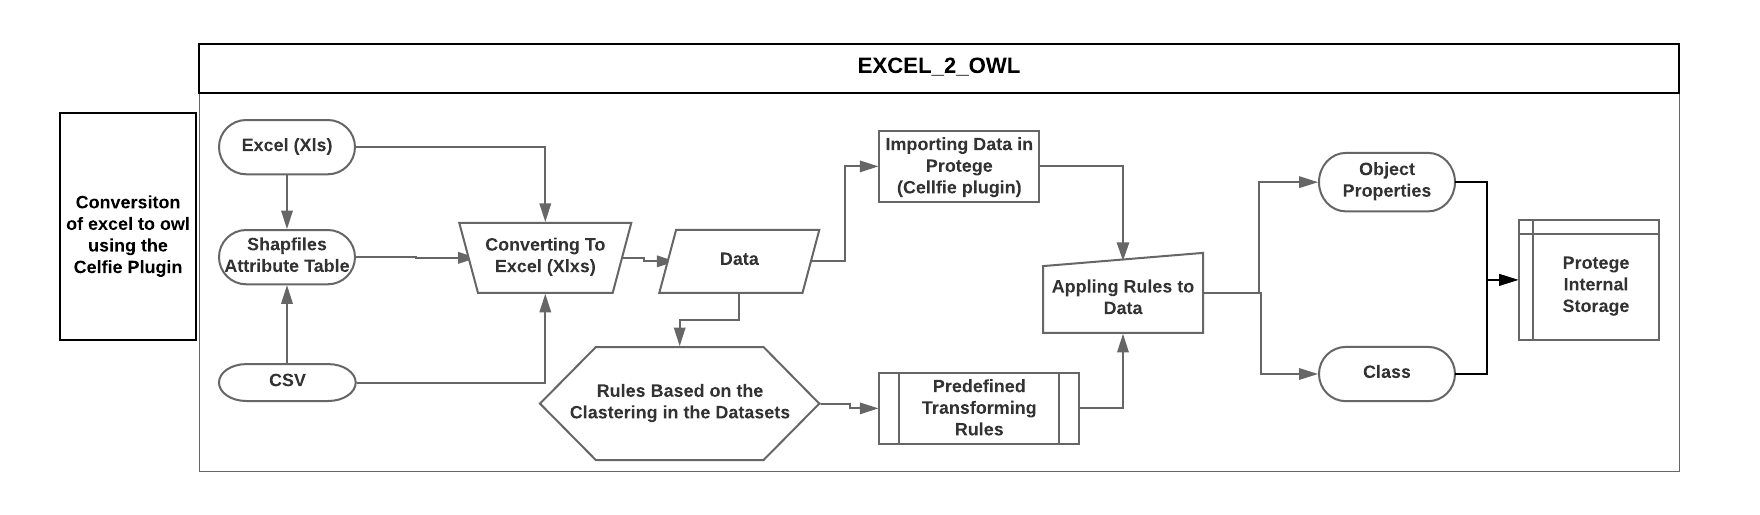 EXCEL_2_OWL
Conversiton
of excel to owl
using the
Celfie Plugin
Excel (Xls)
Shapfiles
Attribute Table
CSV
Converting To
Excel (Xlxs)
Data
Rules Based on the
Clastering in the Datasets
Importing Data in
Protege
(Cellfie plugin)
Predefined
Transforming
Rules
Appling Rules to
Data
Object
Properties
Class
Protege
Internal
Storage